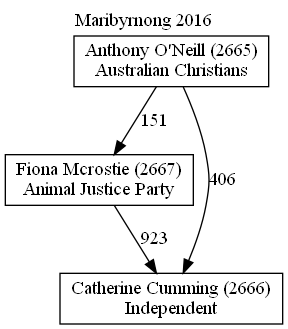 Maribyrnong 2016
Anthony O'Neill (2665)
Australian Christians
151
Fiona Mcrostie (2667)
Animal Justice Party
406
923
Catherine Cumming (2666)
Independent